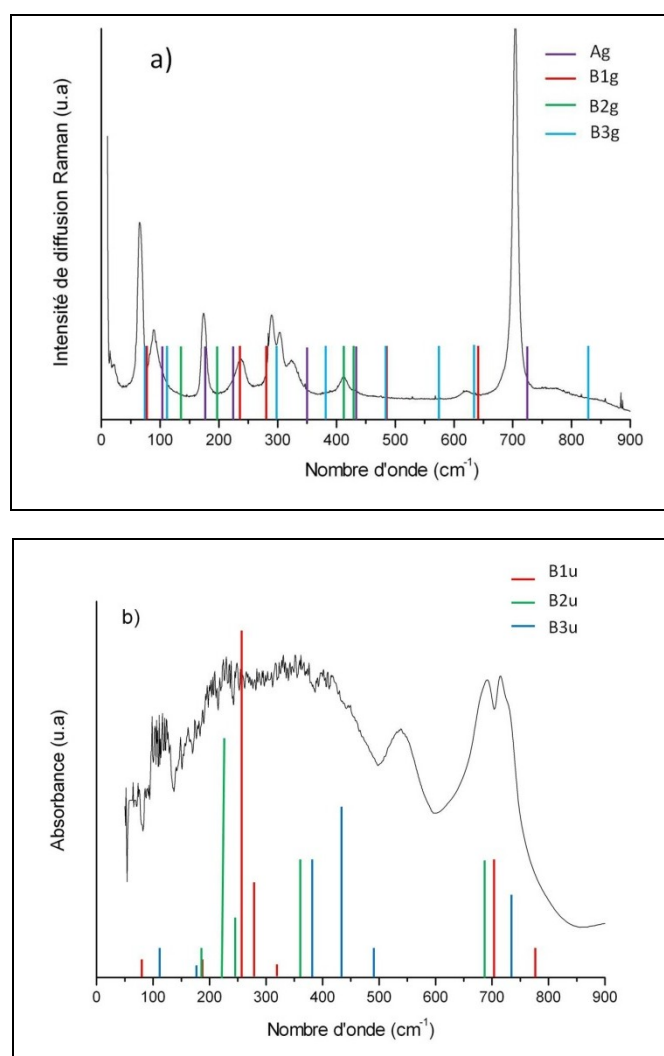 a)
Ag
B1g
B2g
B3g
Intensité de diffusion Raman (u.a)
0 100 200 300 400 500 600 700 800 900
Nombre d'onde (cm-1)
b)
B1u
B2u
B3u
Absorbance (u.a)
0 100 200 300 400 500 600 700 800 900
Nombre d'onde (cm-1)